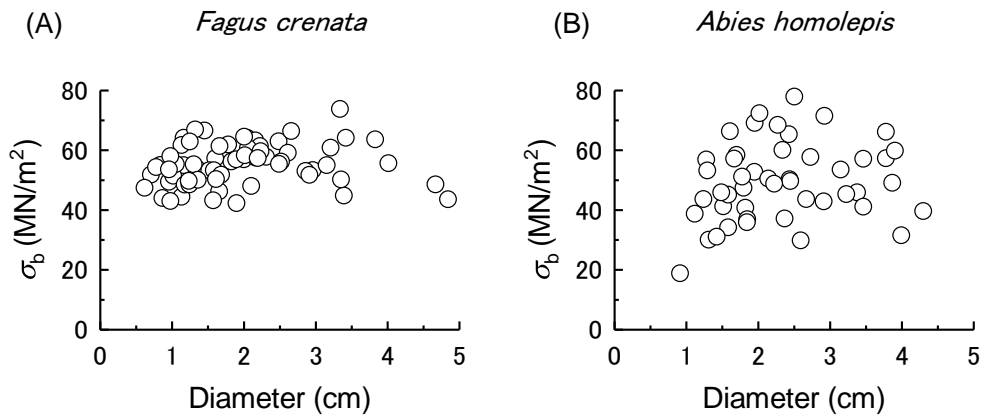 (A) Fagus crenata (B) Abies homolepis
80 80
60 60
40 40
20 20
0 0
σb (MN/m²) σb (MN/m²)
0 1 2 3 4 5 0 1 2 3 4 5
Diameter (cm) Diameter (cm)